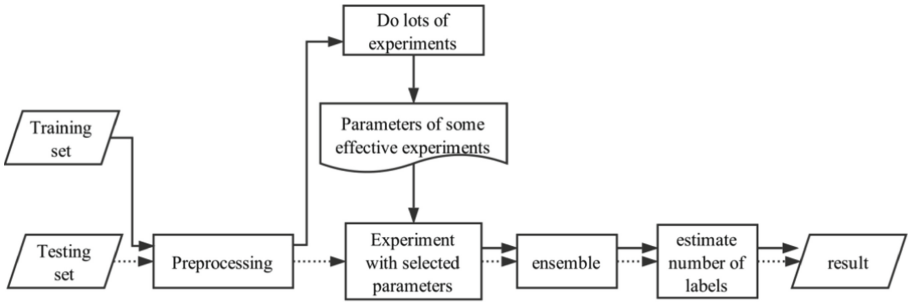 Do lots of
experiments
Parameters of some
effective experiments
Training
set
Testing
set
Preprocessing
Experiment
with selected
parameters
ensemble
estimate
number of
labels
result